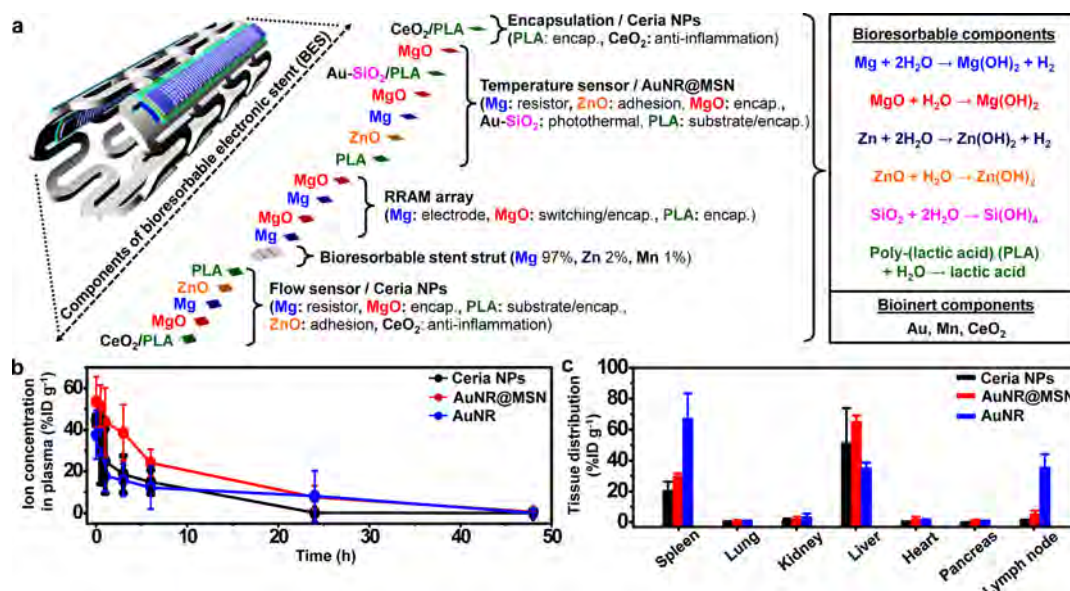 a
Components of bioresorbable electronic stent (BES)
CeO₂/PLA
MgO
Au-SiO₂/PLA
MgO
Mg
ZnO
PLA
MgO
Mg
MgO
Mg
PLA
ZnO
Mg
MgO
CeO₂/PLA
Encapsulation / Ceria NPs
(PLA: encap., CeO₂: anti-inflammation)
Temperature sensor / AuNR@MSN
(Mg: resistor, ZnO: adhesion, MgO: encap.,
Au-SiO₂: photothermal, PLA: substrate/encap.)
RRAM array
(Mg: electrode, MgO: switching/encap., PLA: encap.)
Bioresorbable stent strut (Mg 97%, Zn 2%, Mn 1%)
Flow sensor / Ceria NPs
(Mg: resistor, MgO: encap., PLA: substrate/encap.,
ZnO: adhesion, CeO₂: anti-inflammation)
Bioresorbable components
Mg + 2H₂O → Mg(OH)₂ + H₂
MgO + H₂O → Mg(OH)₂
Zn + 2H₂O → Zn(OH)₂ + H₂
ZnO + H₂O → Zn(OH)₂
SiO₂ + 2H₂O → Si(OH)₄
Poly-(lactic acid) (PLA)
+ H₂O → lactic acid
Bioinert components
Au, Mn, CeO₂
b
Ion concentration
in plasma (%ID g⁻¹)
60
40
20
0
0
10
20
30
40
50
Time (h)
Ceria NPs
AuNR@MSN
AuNR
c
Tissue distribution
(%ID g⁻¹)
100
80
60
40
20
0
Ceria NPs
AuNR@MSN
AuNR
Spleen
Lung
Kidney
Liver
Heart
Pancreas
Lymph node